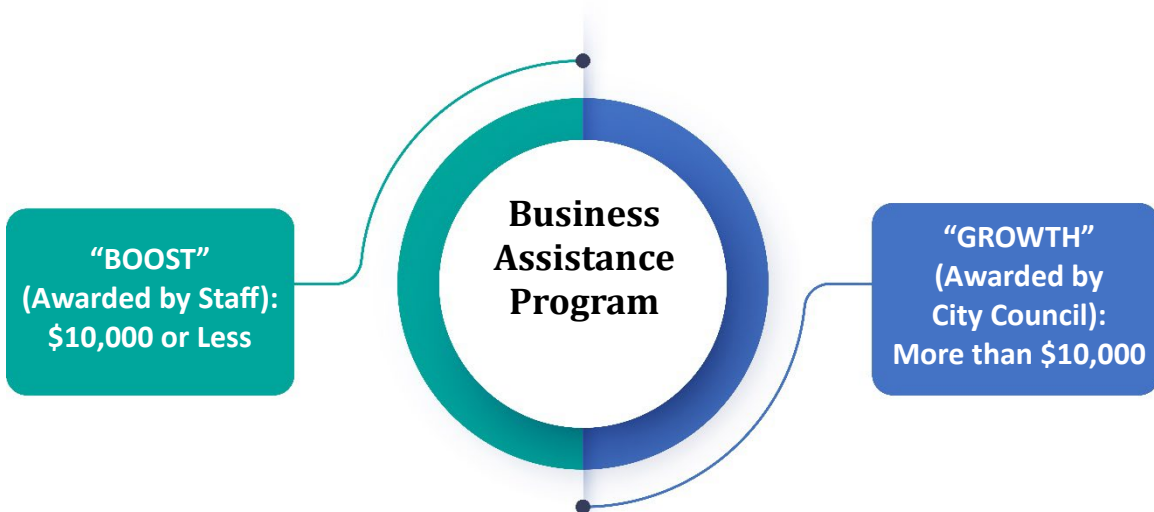 Business
Assistance
Program
“BOOST”
(Awarded by Staff):
$10,000 or Less
“GROWTH”
(Awarded by
City Council):
More than $10,000